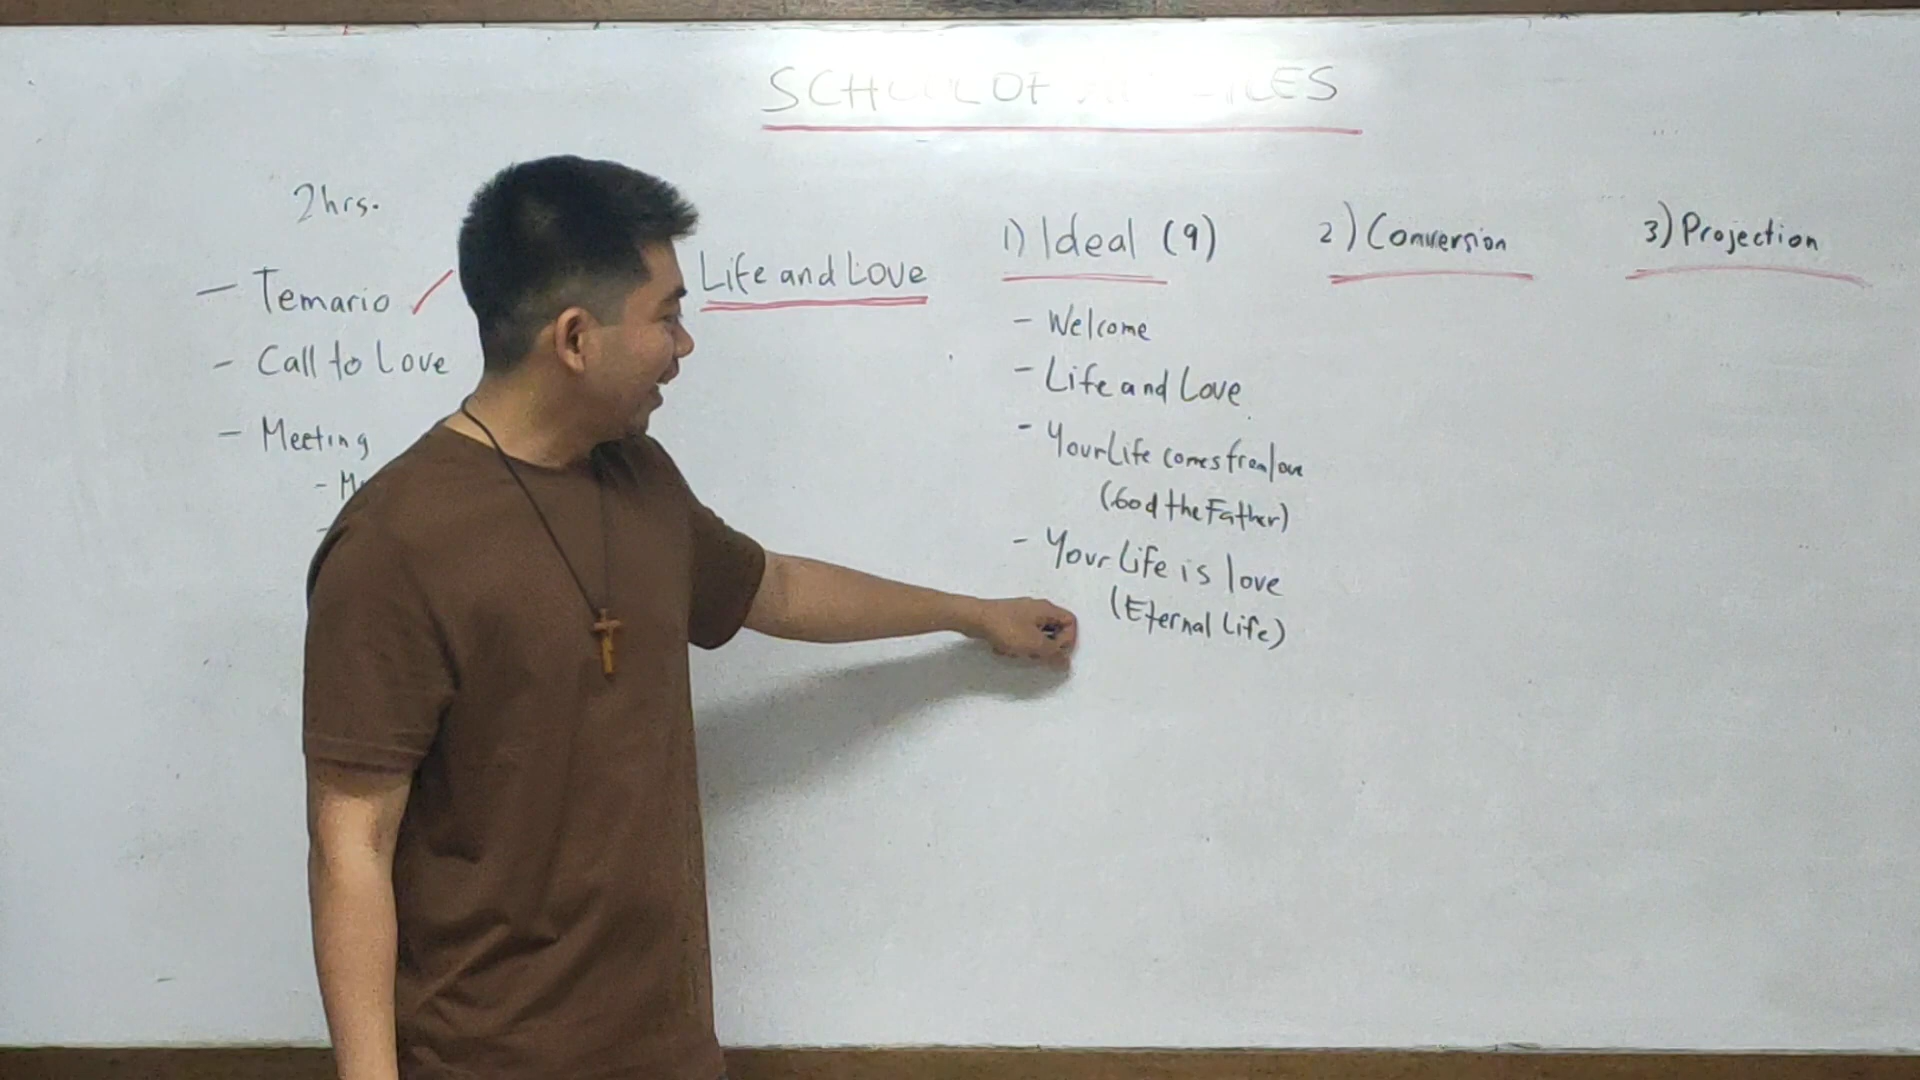 SCHOOL OF
2hrs.
- Temario
- Call to Love
- Meeting
Life and Love
1) Ideal (9)
- Welcome
- Life and Love
- Your Life comes from love
(God the Father)
- Your Life is love
(Eternal Life)
2) Conversion
3) Projection